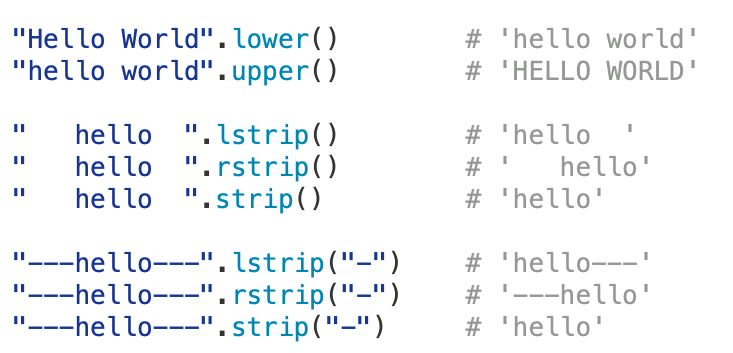 "Hello World".lower()        # 'hello world'
"hello world".upper()        # 'HELLO WORLD'

"   hello  ".lstrip()        # 'hello  '
"   hello  ".rstrip()        # '   hello'
"   hello  ".strip()         # 'hello'

"---hello---".lstrip("-")    # 'hello---'
"---hello---".rstrip("-")    # '---hello'
"---hello---".strip("-")     # 'hello'